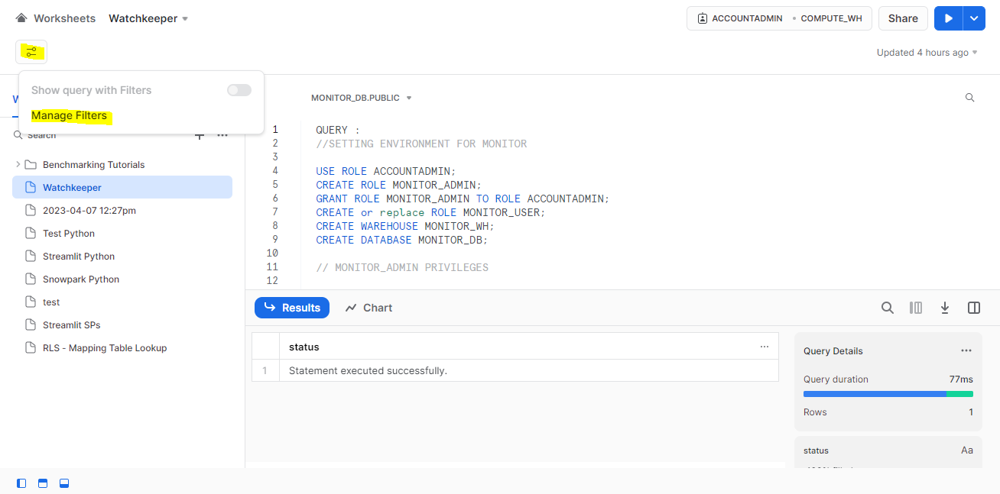 Worksheets Watchkeeper
ACCOUNTADMIN • COMPUTE_WH
Share
Updated 4 hours ago
Show query with Filters
Manage Filters
W
Search
Benchmarking Tutorials
Watchkeeper
2023-04-07 12:27pm
Test Python
Streamlit Python
Snowpark Python
test
Streamlit SPs
RLS - Mapping Table Lookup
MONITOR_DB.PUBLIC
1 QUERY :
2 //SETTING ENVIRONMENT FOR MONITOR
3
4 USE ROLE ACCOUNTADMIN;
5 CREATE ROLE MONITOR_ADMIN;
6 GRANT ROLE MONITOR_ADMIN TO ROLE ACCOUNTADMIN;
7 CREATE or replace ROLE MONITOR_USER;
8 CREATE WAREHOUSE MONITOR_WH;
9 CREATE DATABASE MONITOR_DB;
10
11 // MONITOR_ADMIN PRIVILEGES
12
Results Chart
status
1 Statement executed successfully.
Query Details
Query duration 77ms
Rows 1
status Aa